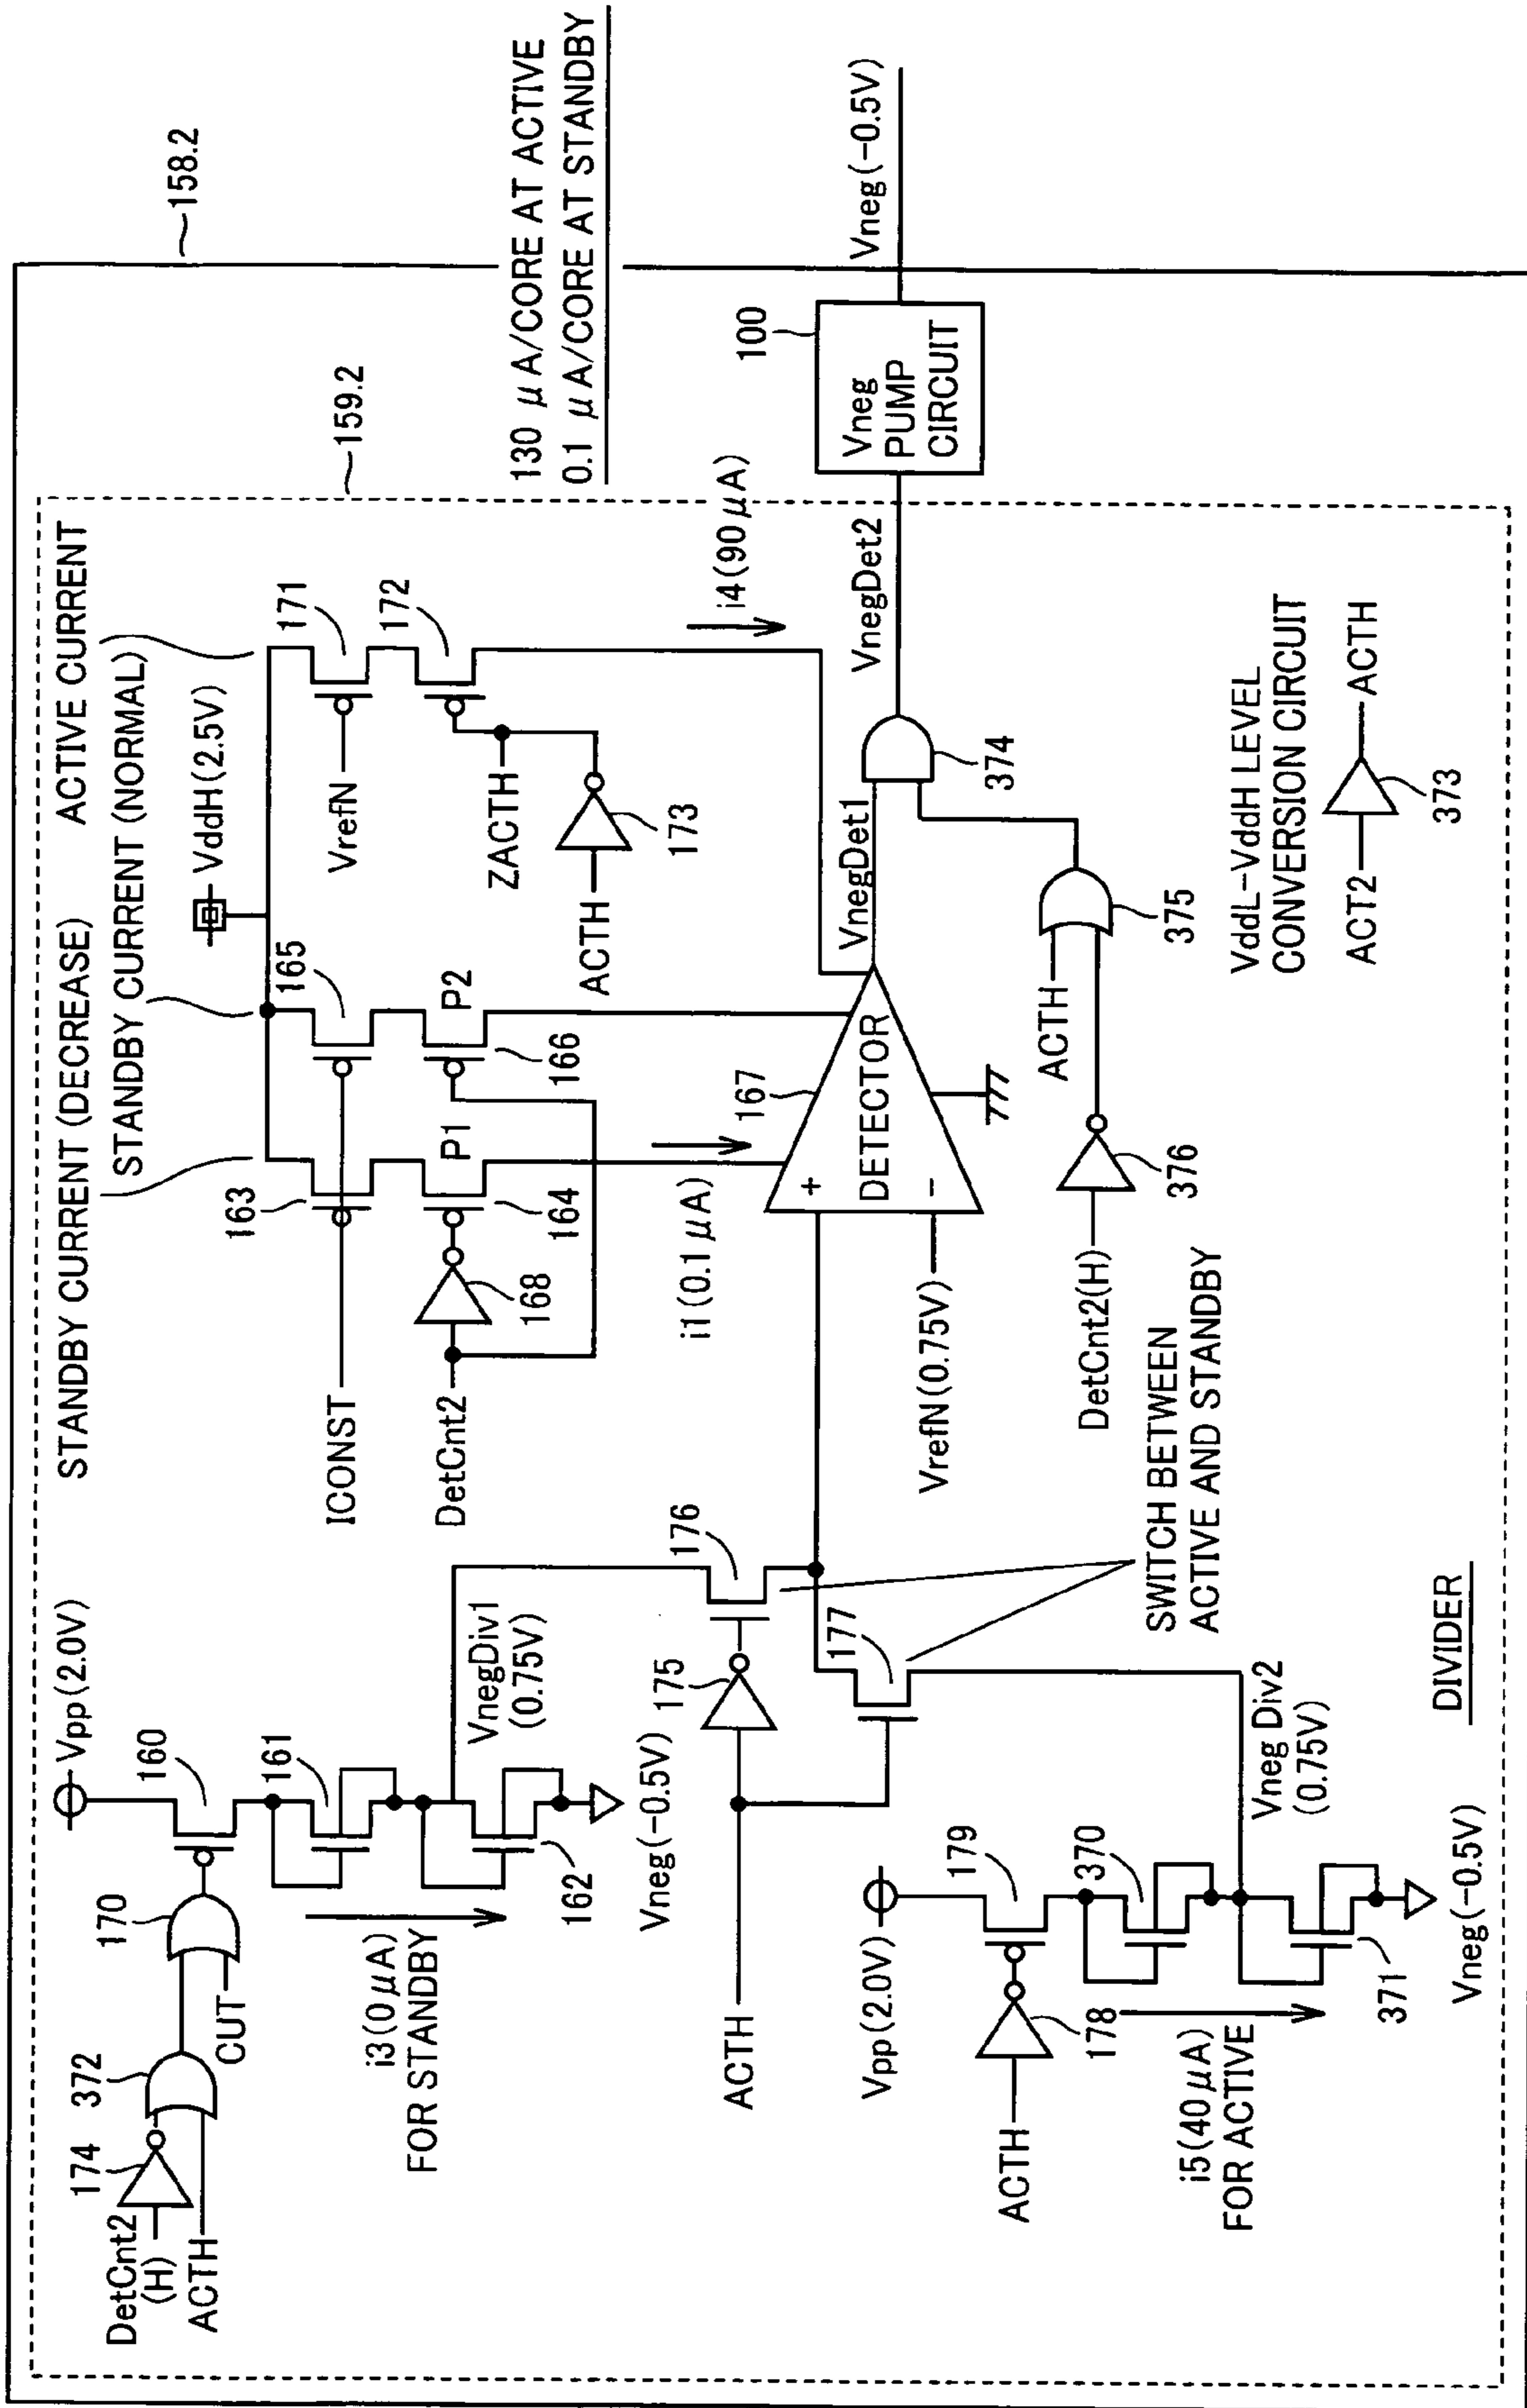 158.2
159.2
130 μA/CORE AT ACTIVE
0.1 μA/CORE AT STANDBY
STANDBY CURRENT (DECREASE)
STANDBY CURRENT (NORMAL)
ACTIVE CURRENT
VddH(2.5V)
163
165
171
ICONST
VrefN
P1
P2
164
166
172
168
DetCnt2
ZACTH
ACTH
173
i1(0.1μA)
i4(90μA)
167
+
DETECTOR
−
VrefN(0.75V)
VnegDet1
374
VnegDet2
100
Vneg
PUMP
CIRCUIT
Vneg(−0.5V)
DetCnt2(H)
376
ACTH
375
VddL−VddH LEVEL
CONVERSION CIRCUIT
ACT2
ACTH
373
Vpp(2.0V)
160
161
162
170
CUT
372
174
DetCnt2
(H)
ACTH
i3(0μA)
FOR STANDBY
VnegDiv1
(0.75V)
Vneg(−0.5V)
176
175
177
ACTH
SWITCH BETWEEN
ACTIVE AND STANDBY
Vpp(2.0V)
179
370
371
178
ACTH
i5(40μA)
FOR ACTIVE
Vneg Div2
(0.75V)
Vneg(−0.5V)
DIVIDER